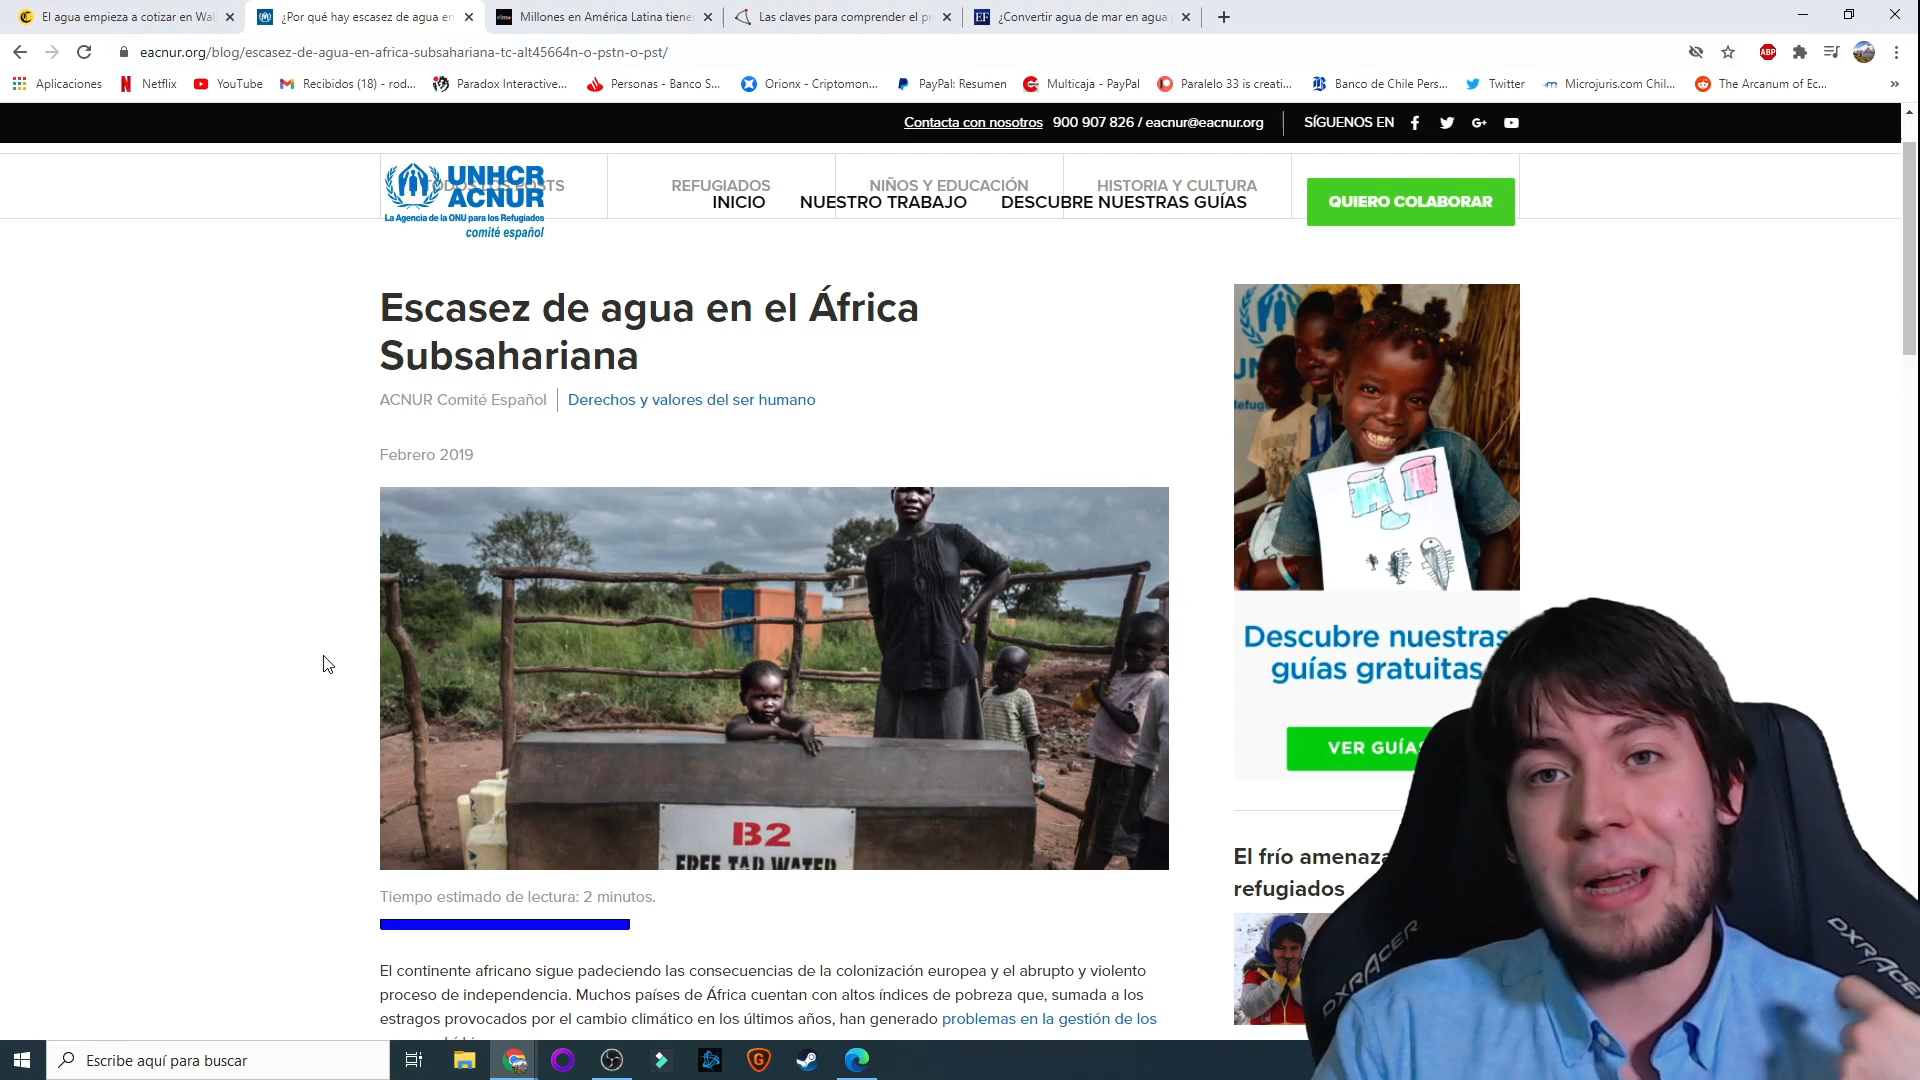 El agua empieza a cotizar en Wal
¿Por qué hay escasez de agua en
Millones en América Latina tiene
Las claves para comprender el pr
¿Convertir agua de mar en agua
eacnur.org/blog/escasez-de-agua-en-africa-subsahariana-tc-alt45664n-o-pstn-o-pst/
Aplicaciones
Netflix
YouTube
Recibidos (18) - rod...
Paradox Interactive...
Personas - Banco S...
Orionx - Criptomon...
PayPal: Resumen
Multicaja - PayPal
Paralelo 33 is creati...
Banco de Chile Pers...
Twitter
Microjuris.com Chil...
The Arcanum of Ec...
Contacta con nosotros 900 907 826 / eacnur@eacnur.org
SÍGUENOS EN
UNHCR
ACNUR
La Agencia de la ONU para los Refugiados
comité español
REFUGIADOS
NIÑOS Y EDUCACIÓN
HISTORIA Y CULTURA
INICIO
NUESTRO TRABAJO
DESCUBRE NUESTRAS GUÍAS
QUIERO COLABORAR
Escasez de agua en el África
Subsahariana
ACNUR Comité Español
Derechos y valores del ser humano
Febrero 2019
B2
FREE TAP WATER
Tiempo estimado de lectura: 2 minutos.
El continente africano sigue padeciendo las consecuencias de la colonización europea y el abrupto y violento
proceso de independencia. Muchos países de África cuentan con altos índices de pobreza que, sumada a los
estragos provocados por el cambio climático en los últimos años, han generado problemas en la gestión de los
Descubre nuestras
guías gratuitas
VER GUÍAS
El frío amenaza
refugiados
DXRACER
DXRACER
Escribe aquí para buscar